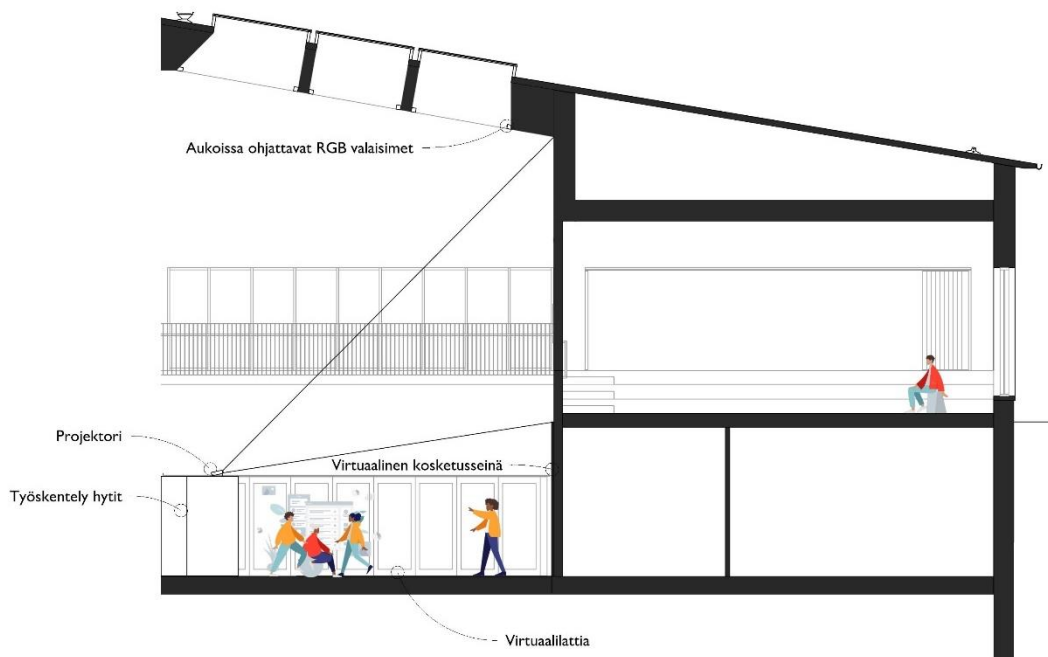 Aukoissa ohjattavat RGB valaisimet
Projektori
Virtuaalinen kosketusseinä
Työskentely hytit
Virtuaalilattia